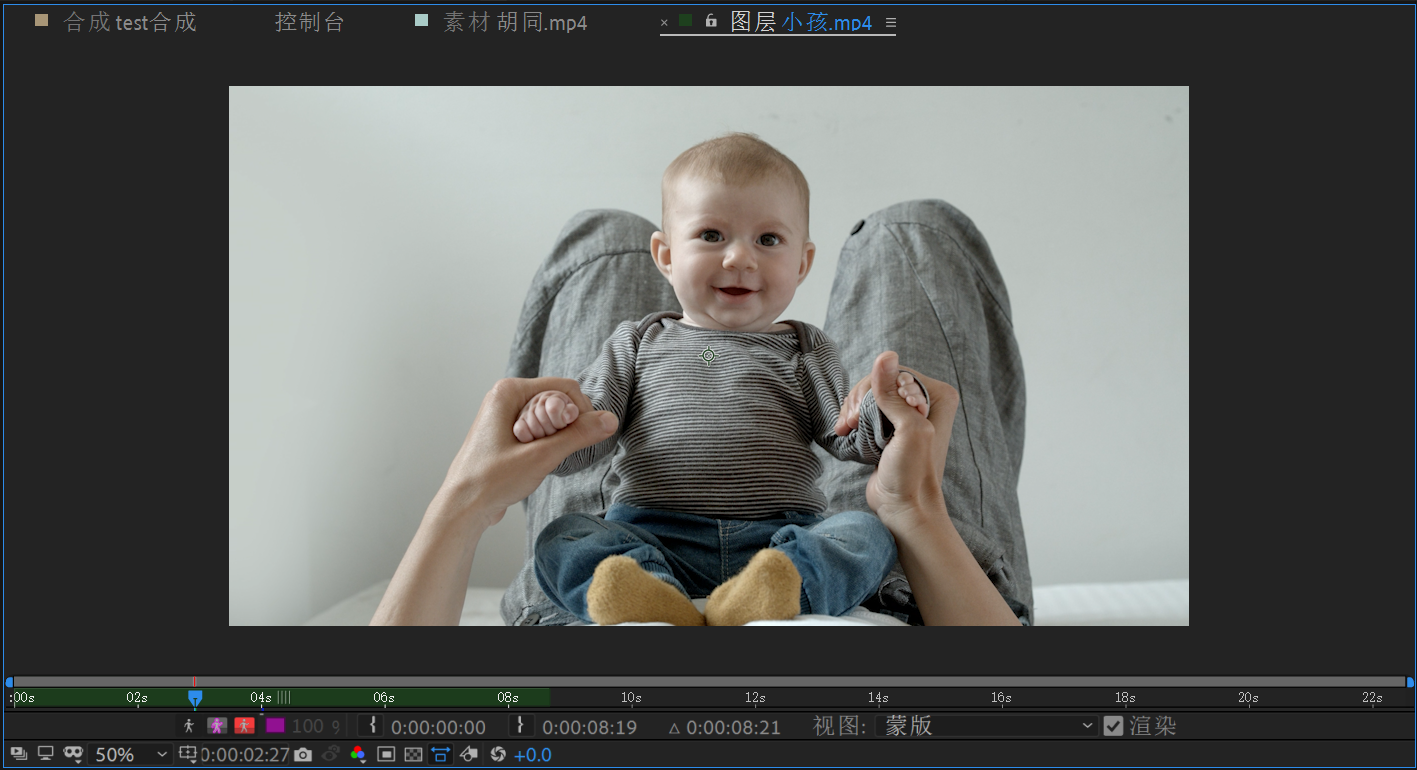 合成 test合成 控制台 素材 胡同.mp4 × 图层 小孩.mp4 ≡
:00s 02s 04s 06s 08s 10s 12s 14s 16s 18s 20s 22s
100 { 0:00:00:00 } 0:00:08:19 △ 0:00:08:21 视图: 蒙版 渲染
50% 0:00:02:27 +0.0